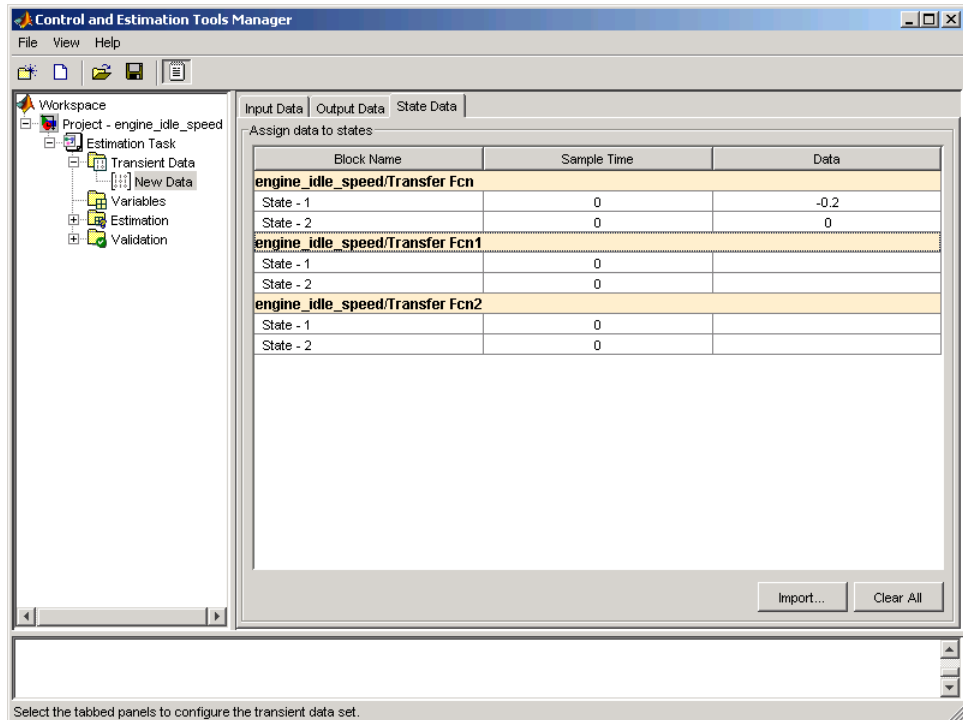 Control and Estimation Tools Manager
File View Help
Workspace
Project - engine_idle_speed
Estimation Task
Transient Data
New Data
Variables
Estimation
Validation
Input Data Output Data State Data
Assign data to states
Block Name Sample Time Data
engine_idle_speed/Transfer Fcn
State - 1 0 -0.2
State - 2 0 0
engine_idle_speed/Transfer Fcn1
State - 1 0
State - 2 0
engine_idle_speed/Transfer Fcn2
State - 1 0
State - 2 0
Import... Clear All
Select the tabbed panels to configure the transient data set.